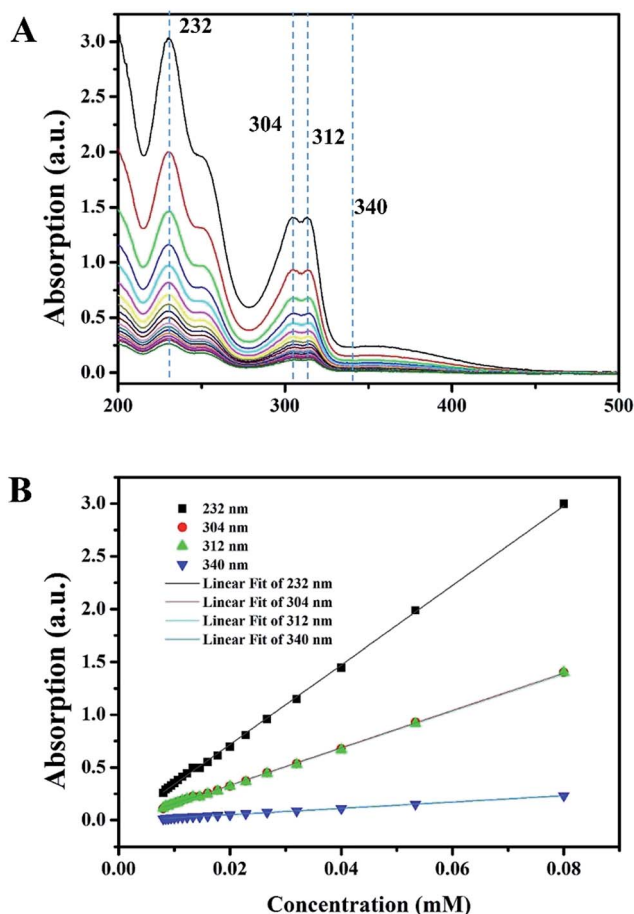 A
232
304
312
340
Absorption (a.u.)
3.0
2.5
2.0
1.5
1.0
0.5
0.0
200
300
400
500
B
232 nm
304 nm
312 nm
340 nm
Linear Fit of 232 nm
Linear Fit of 304 nm
Linear Fit of 312 nm
Linear Fit of 340 nm
Absorption (a.u.)
3.0
2.5
2.0
1.5
1.0
0.5
0.0
0.00
0.02
0.04
0.06
0.08
Concentration (mM)